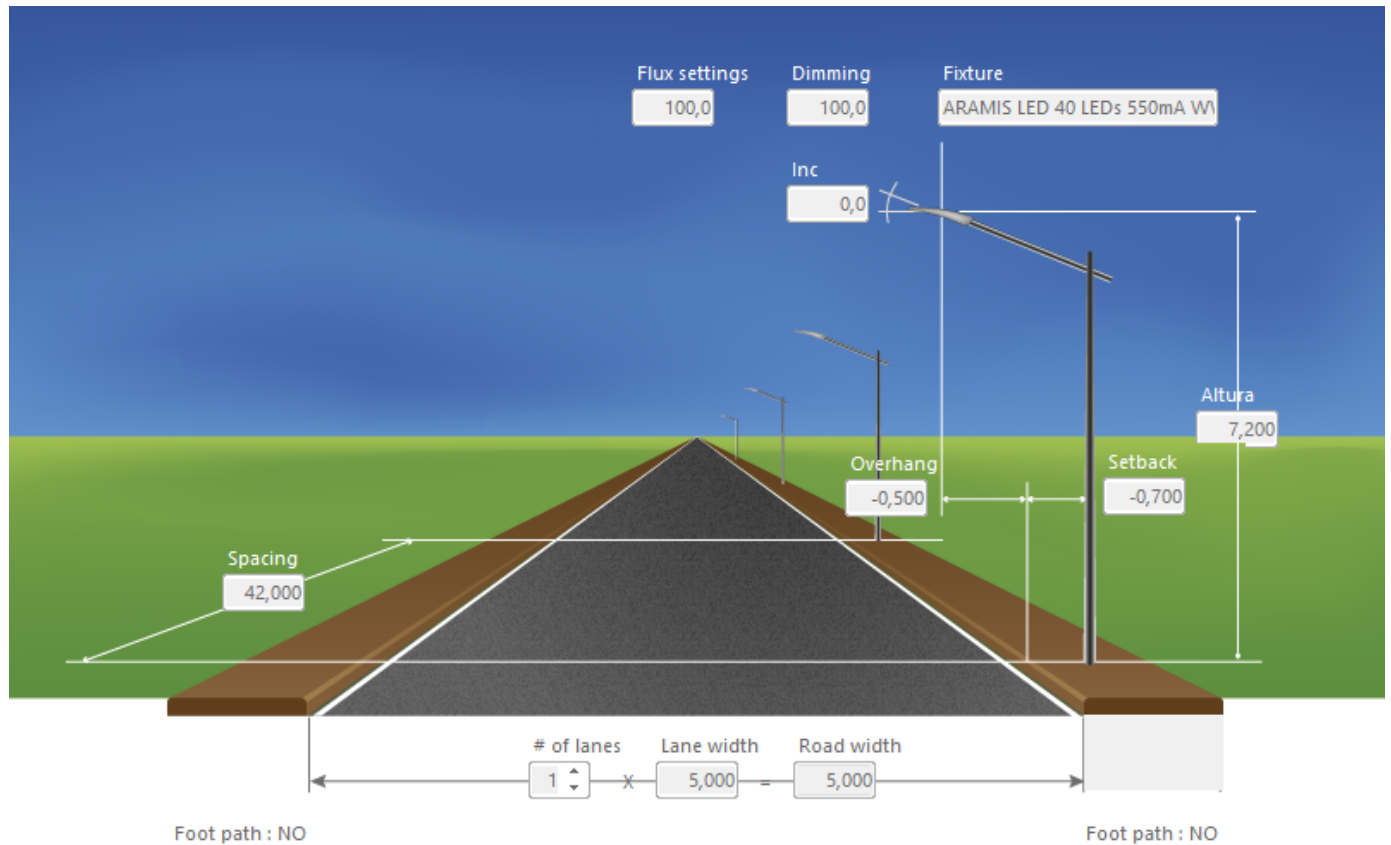 Flux settings
Dimming
Fixture
100,0
100,0
ARAMIS LED 40 LEDs 550mA
Inc
0,0
Altura
7,200
Overhang
Setback
-0,500
-0,700
Spacing
42,000
# of lanes
Lane width
Road width
1
X
5,000
=
5,000
Foot path : NO
Foot path : NO